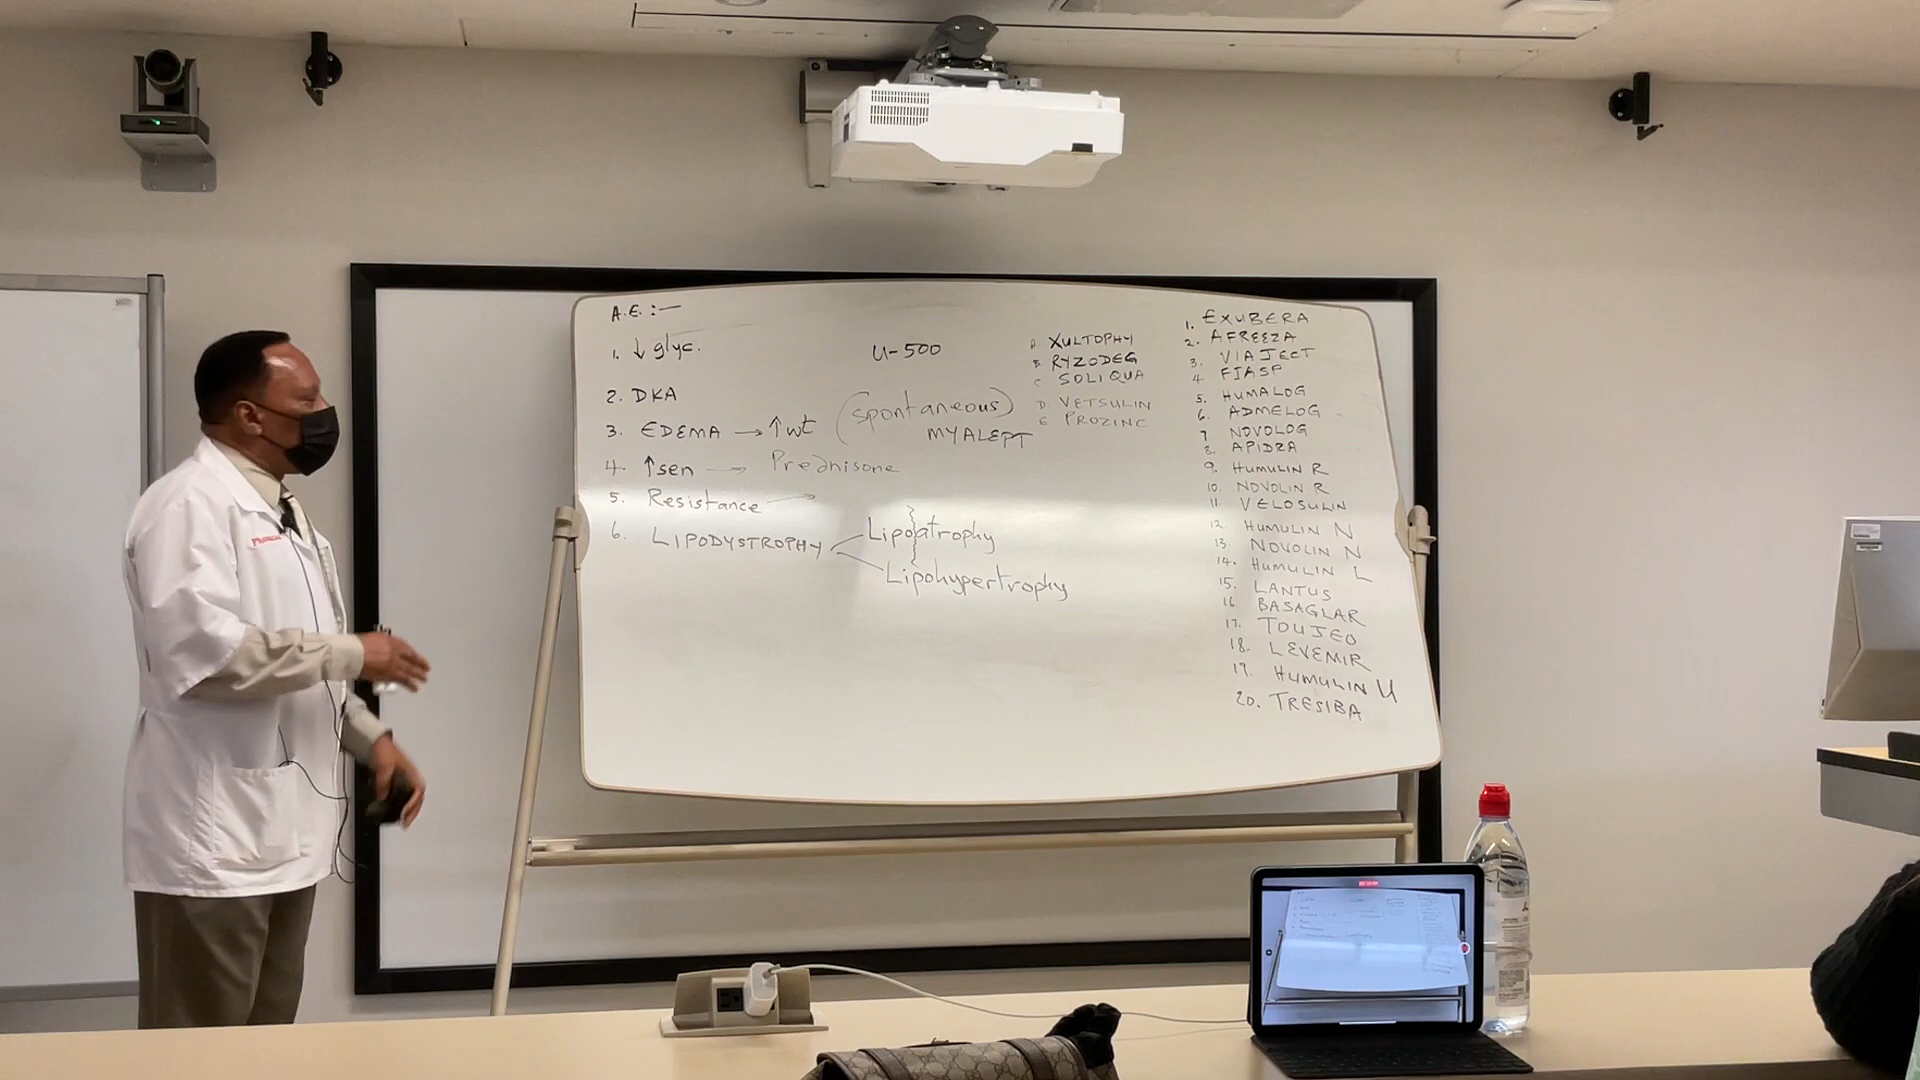 A.E. :—
1. ↓ glyc.
2. DKA
3. EDEMA → ↑ wt
4. ↑ sen → Prednisone
5. Resistance →
6. LIPODYSTROPHY
Lipoatrophy
Lipohypertrophy
U-500
(spontaneous)
MYALEPT
A. XULTOPHY
B. RYZODEG
C. SOLIQUA
D. VETSULIN
E. PROZINC
1. EXUBERA
2. AFREEZA
3. VIAJECT
4. FIASP
5. HUMALOG
6. ADMELOG
7. NOVOLOG
8. APIDRA
9. HUMULIN R
10. NOVOLIN R
11. VELOSULIN
12. HUMULIN N
13. NOVOLIN N
14. HUMULIN L
15. LANTUS
16. BASAGLAR
17. TOUJEO
18. LEVEMIR
19. HUMULIN U
20. TRESIBA